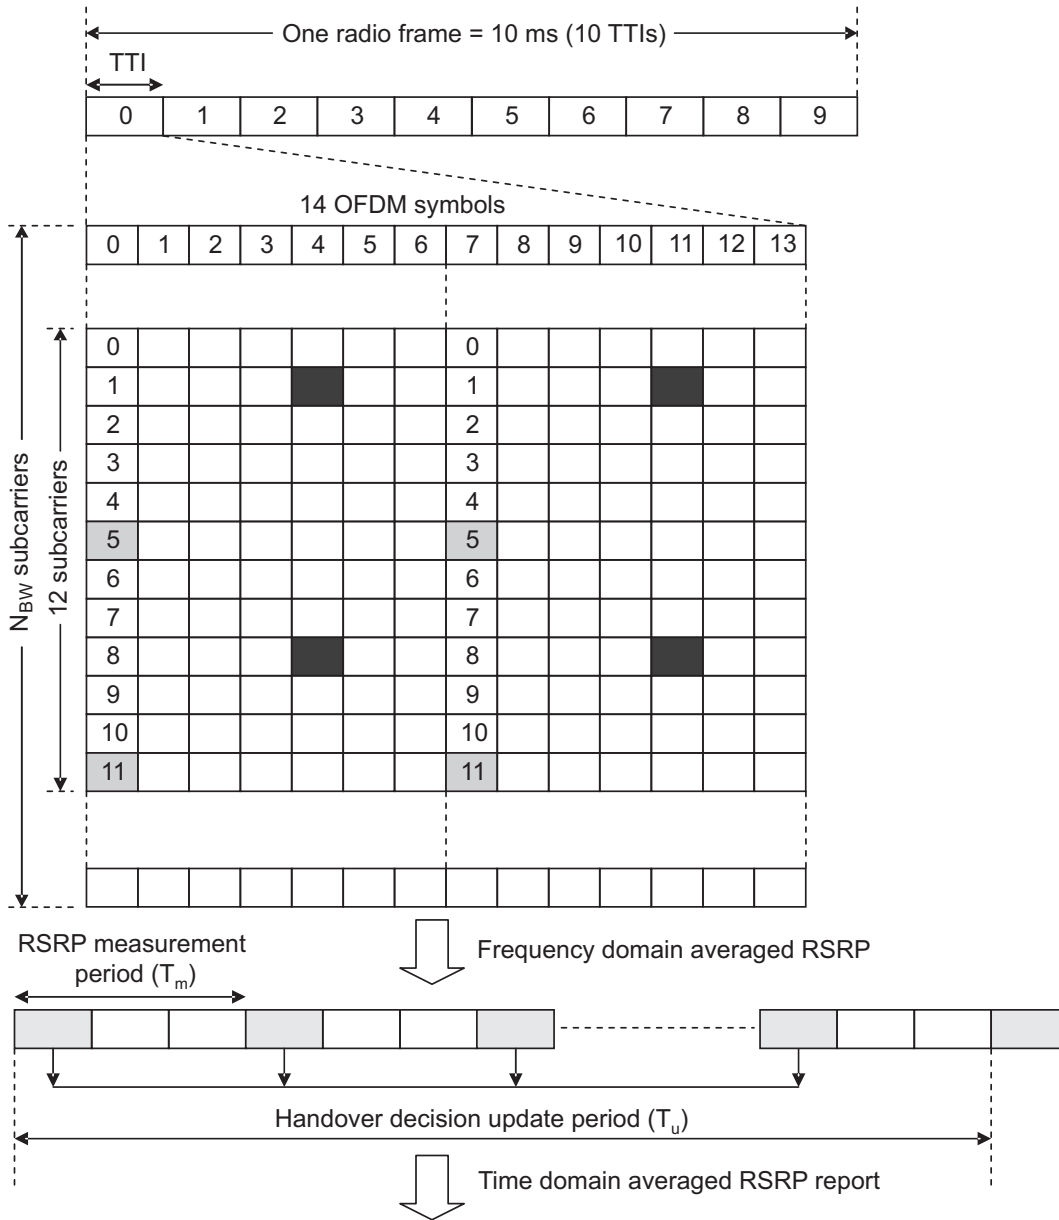 One radio frame = 10 ms (10 TTIs)
TTI
0 1 2 3 4 5 6 7 8 9
14 OFDM symbols
0 1 2 3 4 5 6 7 8 9 10 11 12 13
N_BW subcarriers
12 subcarriers
0 0
1 1
2 2
3 3
4 4
5 5
6 6
7 7
8 8
9 9
10 10
11 11
RSRP measurement
period (T_m)
Frequency domain averaged RSRP
Handover decision update period (T_u)
Time domain averaged RSRP report